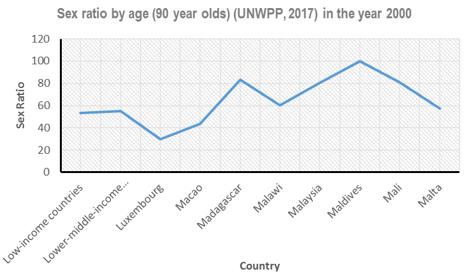 Sex ratio by age (90 year olds) (UNWPP, 2017) in the year 2000
120
100
80
60
40
20
0
Sex Ratio
Low-income countries
Lower-middle-income...
Luxembourg
Macao
Madagascar
Malawi
Malaysia
Maldives
Mali
Malta
Country